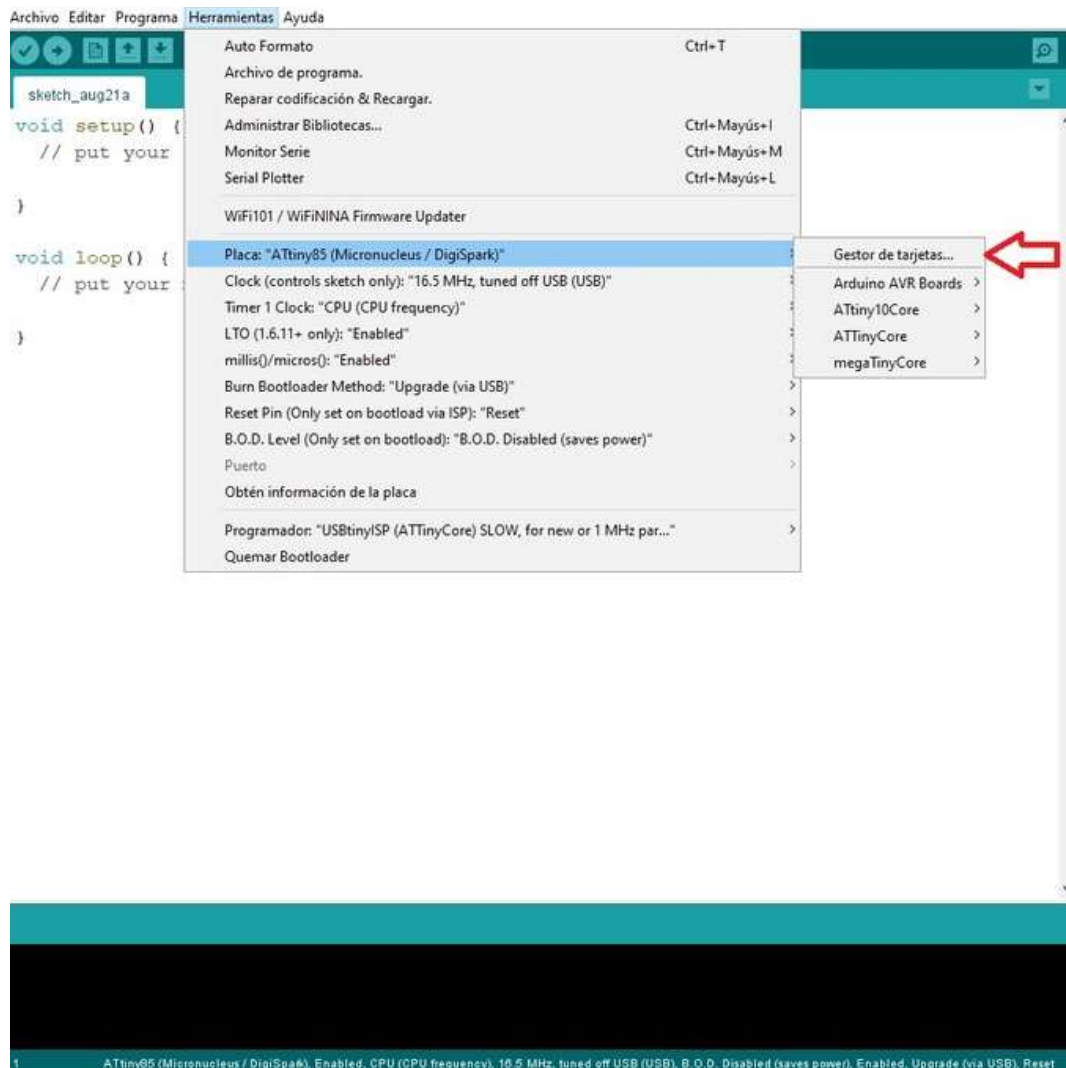 Archivo Editar Programa Herramientas Ayuda
sketch_aug21a
void setup() {
// put your
}
void loop() {
// put your
}
Auto Formato Ctrl+T
Archivo de programa.
Reparar codificación & Recargar.
Administrar Bibliotecas... Ctrl+Mayús+I
Monitor Serie Ctrl+Mayús+M
Serial Plotter Ctrl+Mayús+L
WiFi101 / WiFiNINA Firmware Updater
Placa: "ATtiny85 (Micronucleus / DigiSpark)"
Clock (controls sketch only): "16.5 MHz, tuned off USB (USB)"
Timer 1 Clock: "CPU (CPU frequency)"
LTO (1.6.11+ only): "Enabled"
millis()/micros(): "Enabled"
Burn Bootloader Method: "Upgrade (via USB)"
Reset Pin (Only set on bootload via ISP): "Reset"
B.O.D. Level (Only set on bootload): "B.O.D. Disabled (saves power)"
Puerto
Obtén información de la placa
Programador: "USBtinyISP (ATTinyCore) SLOW, for new or 1 MHz par..."
Quemar Bootloader
Gestor de tarjetas...
Arduino AVR Boards
ATtiny10Core
ATTinyCore
megaTinyCore
1 ATtiny85 (Micronucleus / DigiSpark), Enabled, CPU (CPU frequency), 16.5 MHz, tuned off USB (USB), B.O.D. Disabled (saves power), Enabled, Upgrade (via USB), Reset